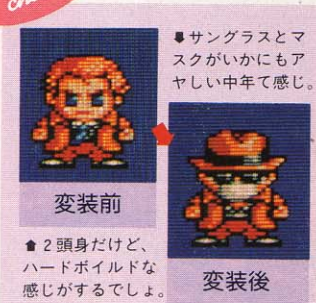 ⬇サングラスとマ
スクがいかにもア
ヤしい中年て感じ。
変装前
⬆2頭身だけど、
ハードボイルドな
感じがするでしょ。
変装後